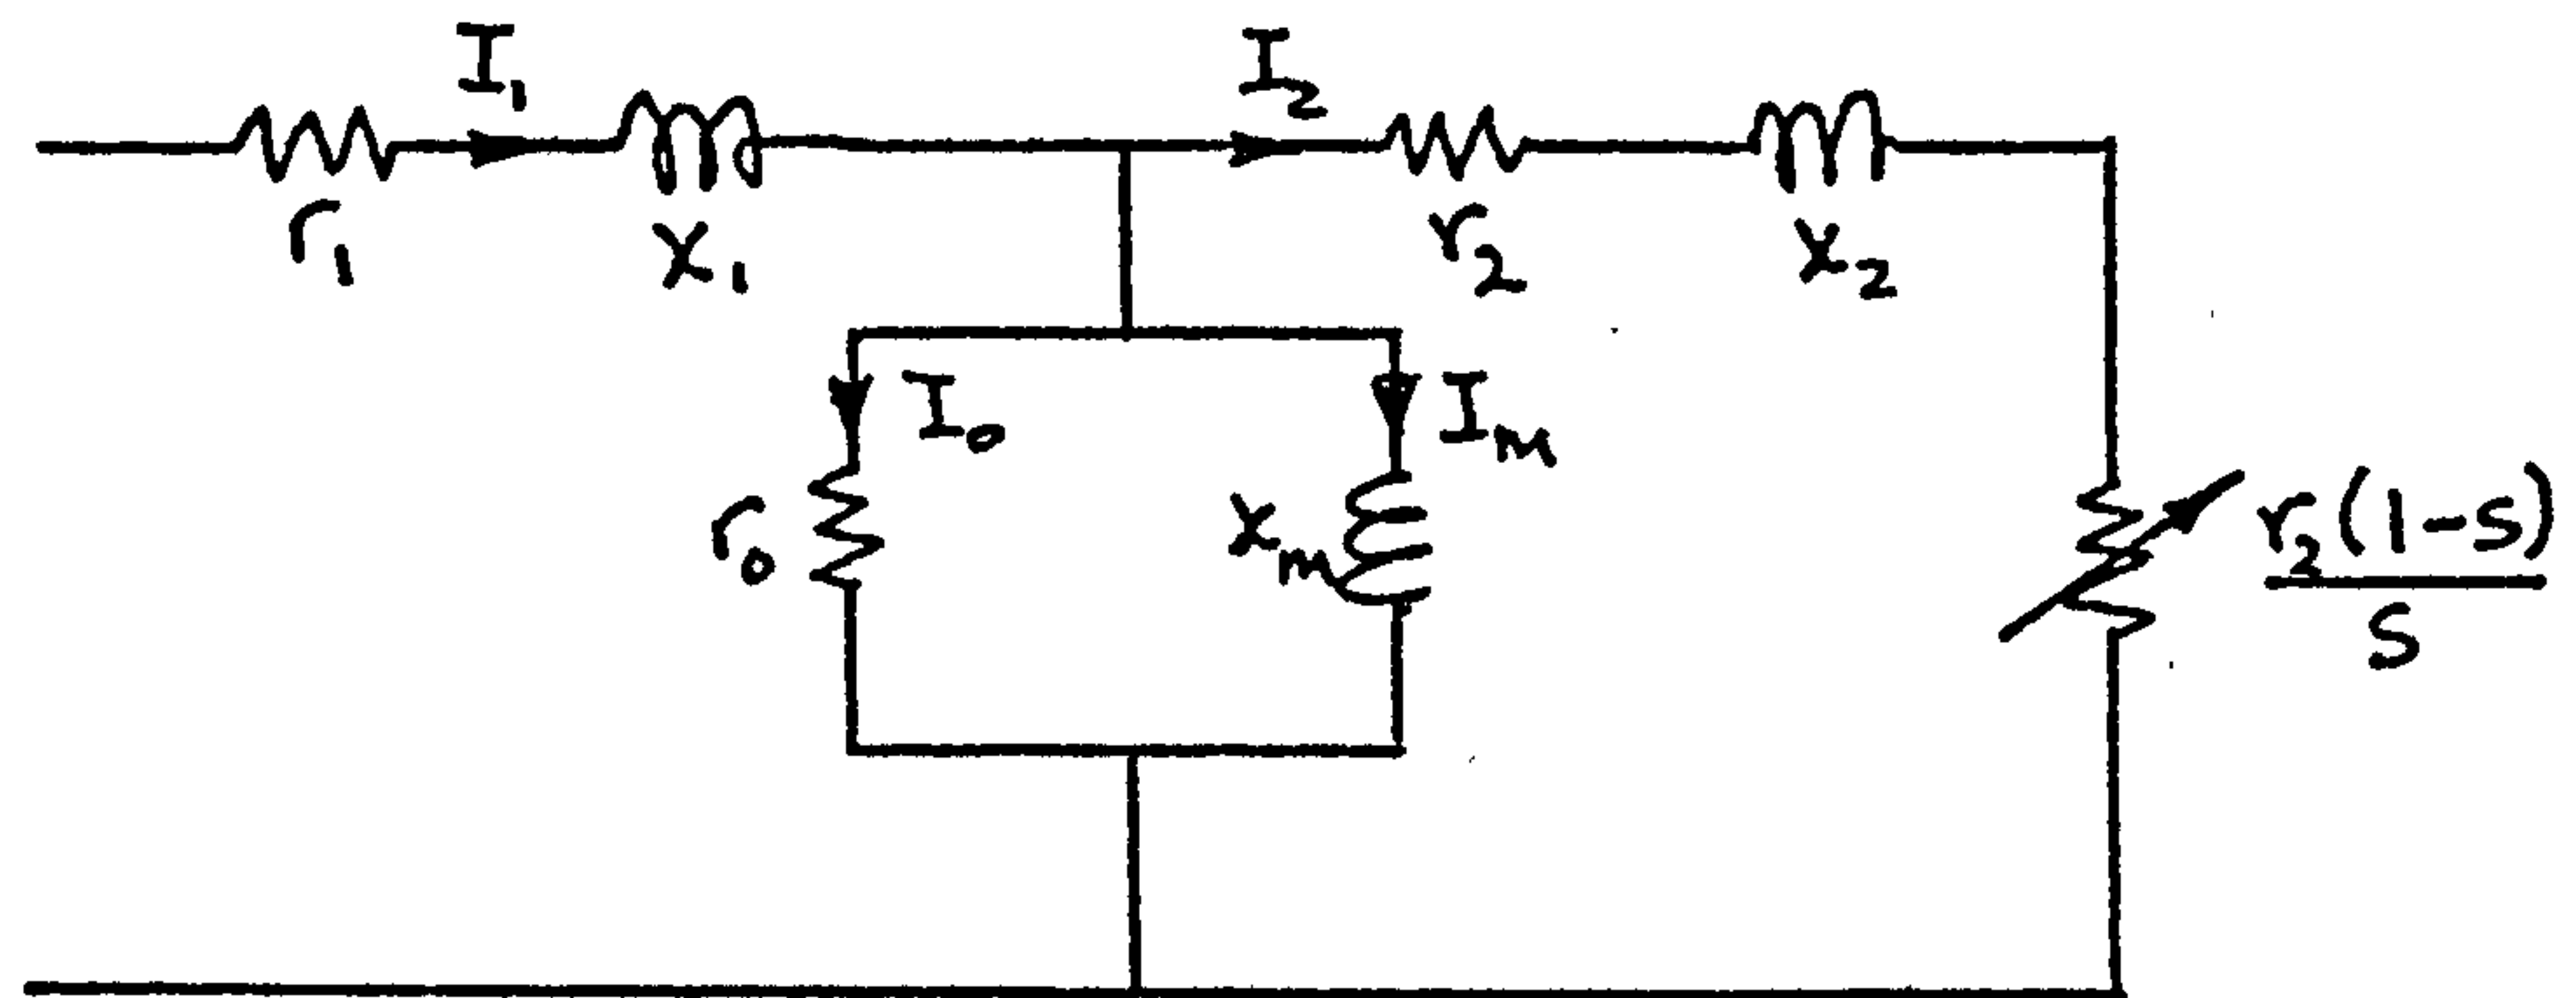 I₁
I₂
r₁
x₁
r₂
x₂
I₀
Iₘ
r₀
xₘ
r₂(1-s)
s